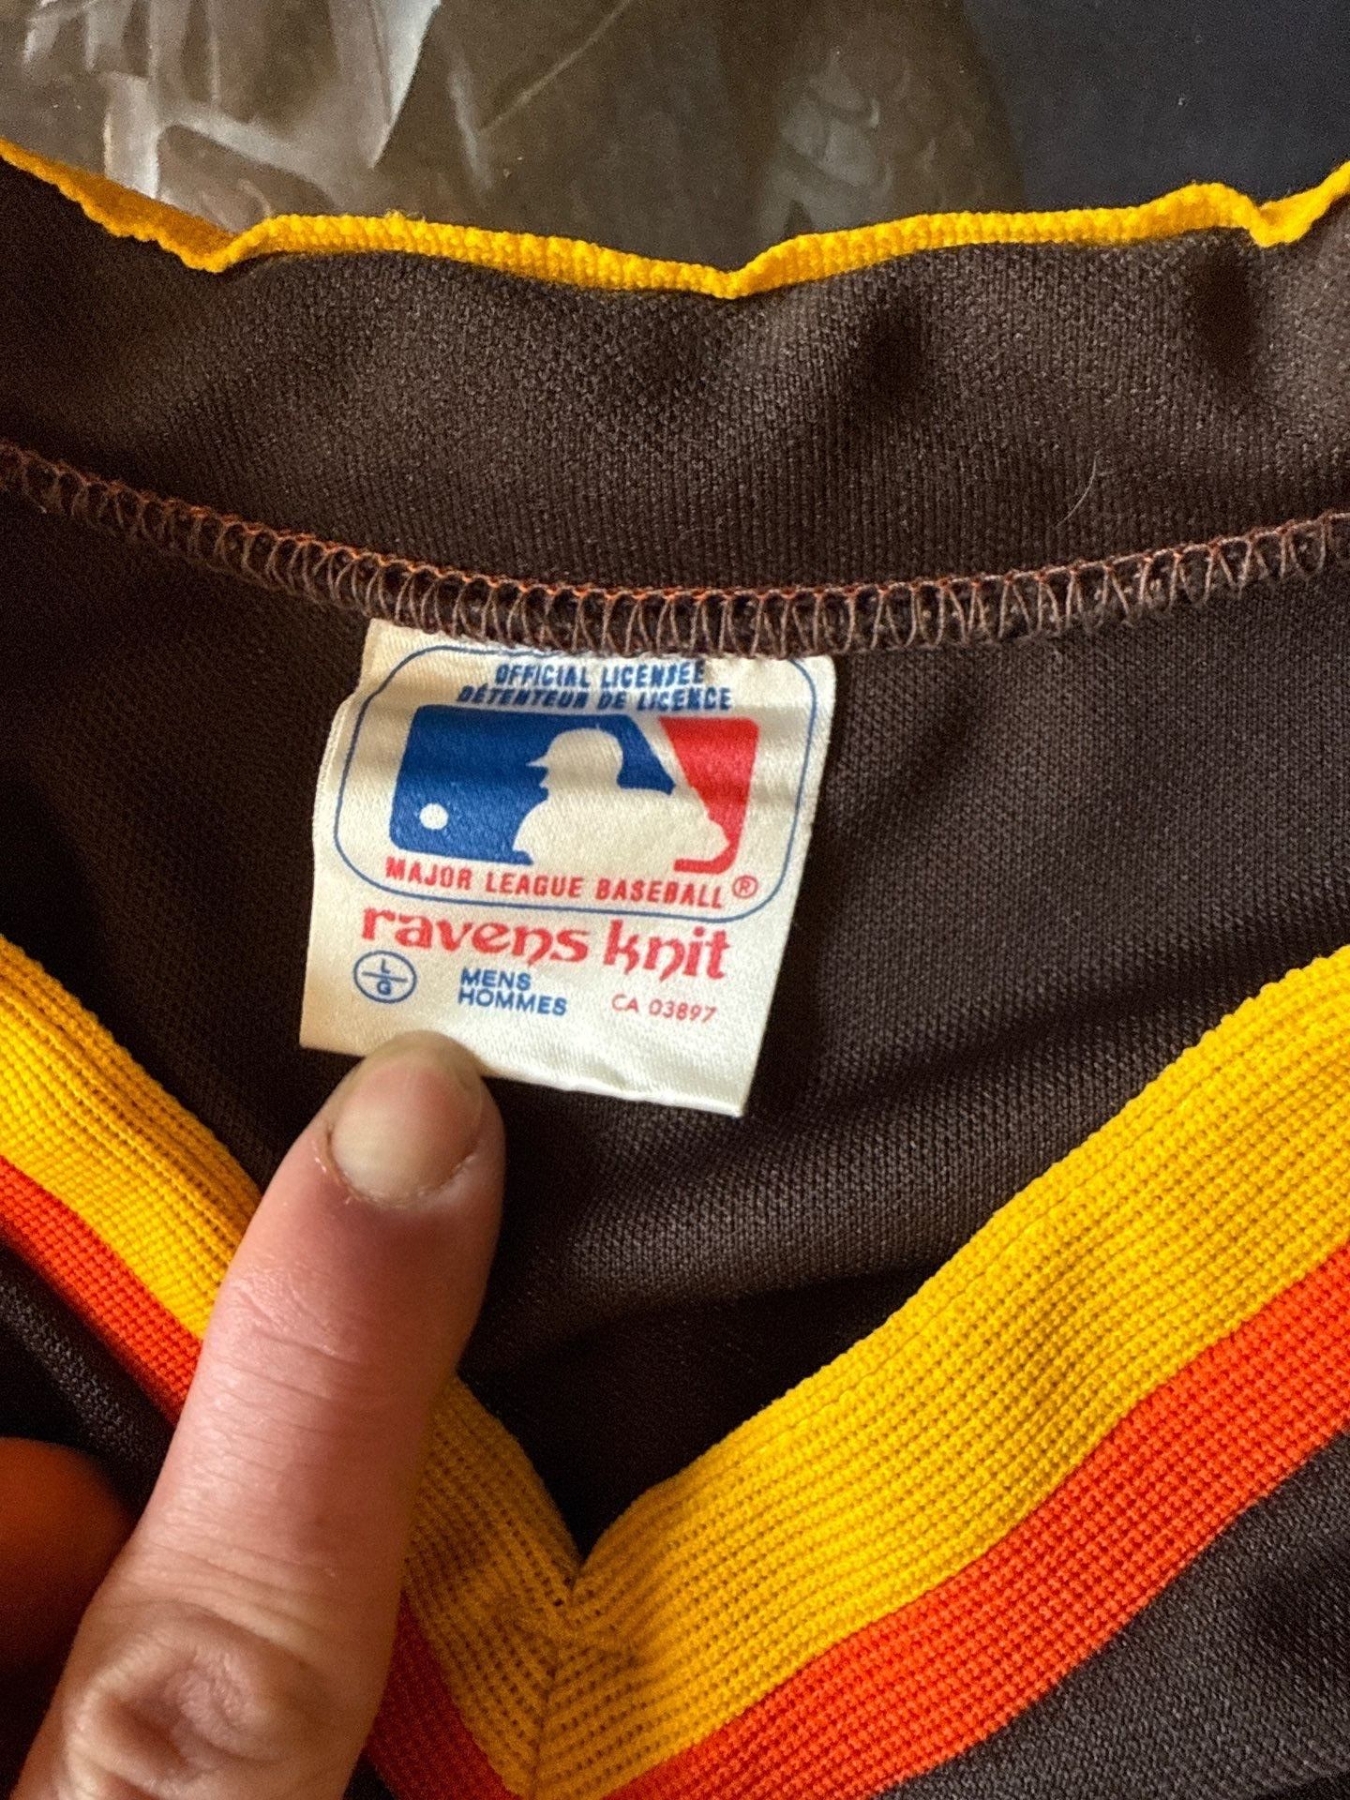 OFFICIAL LICENSEE
DÉTENTEUR DE LICENCE
MAJOR LEAGUE BASEBALL®
ravens knit
L
G
MENS
HOMMES
CA 03897